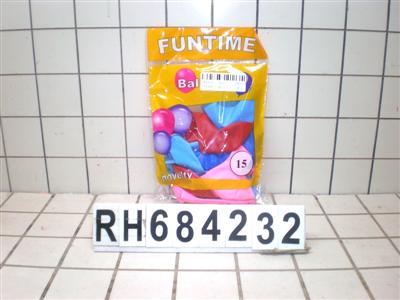 FUNTIME
Bal
15
novelty
RH684232